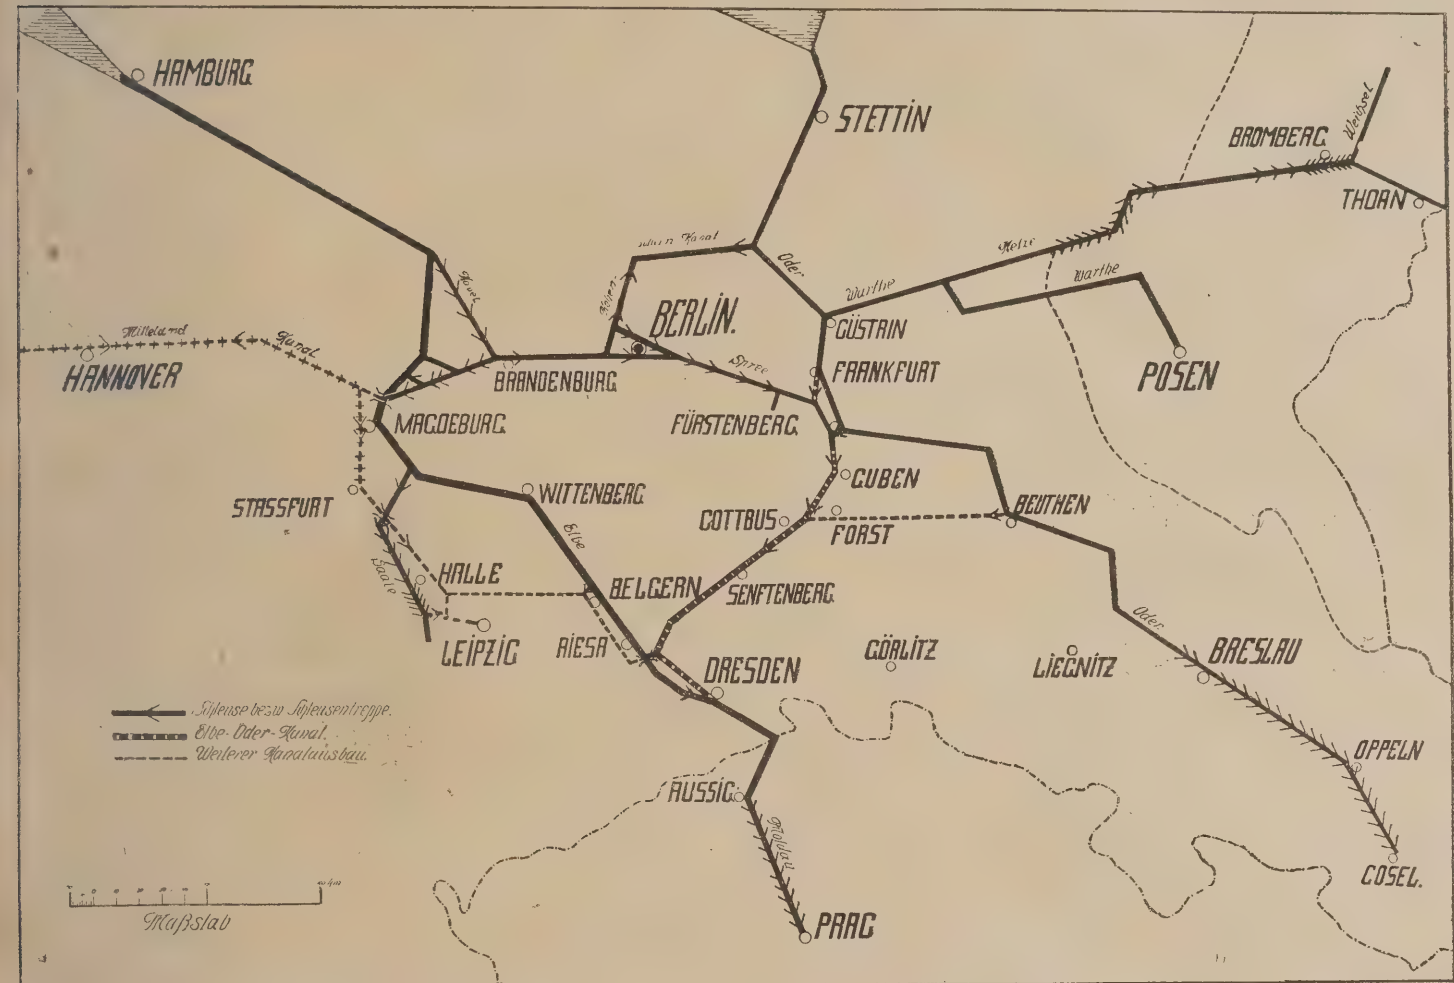 HAMBURG
STETTIN
BROMBERG
Weichsel
THORN
Havel
Kanal
Oder
Netze
Warthe
Warthe
BERLIN.
CÜSTRIN
Mittelland
Kanal
HANNOVER
BRANDENBURG
Spree
FRANKFURT
POSEN
MAGDEBURG
FÜRSTENBERG
STASSFURT
WITTENBERG
GUBEN
COTTBUS
FORST
BEUTHEN
Elbe
Saale
HALLE
BELGERN
SENFTENBERG
Oder
LEIPZIG
RIESA
DRESDEN
GÖRLITZ
LIEGNITZ
BRESLAU
Schleuse bezw Schleusentreppe.
Elbe-Oder-Kanal.
Weiterer Kanalausbau.
OPPELN
AUSSIG
Moldau
COSEL.
Maßstab
PRAG